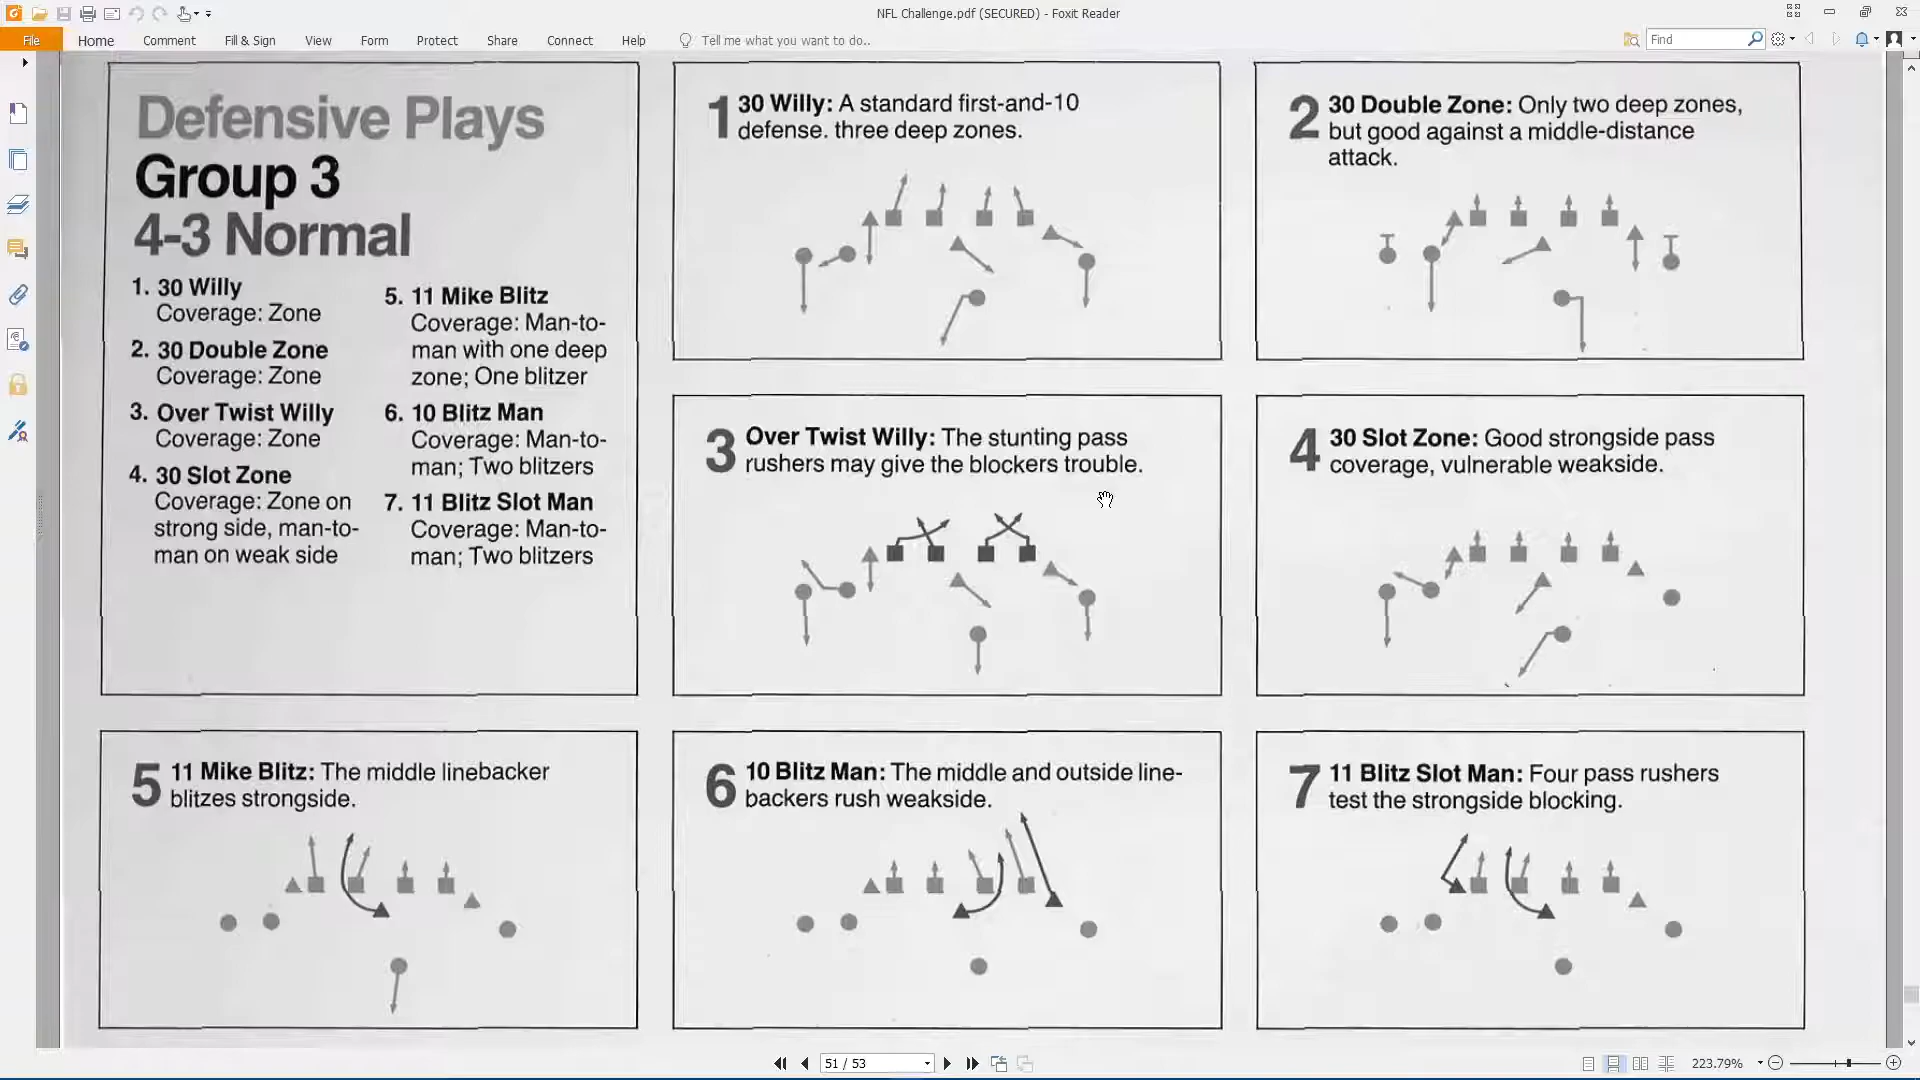 NFL Challenge.pdf (SECURED) - Foxit Reader
File
Home
Comment
Fill & Sign
View
Form
Protect
Share
Connect
Help
Tell me what you want to do..
Find
Defensive Plays
Group 3
4-3 Normal
1. 30 Willy
Coverage: Zone
2. 30 Double Zone
Coverage: Zone
3. Over Twist Willy
Coverage: Zone
4. 30 Slot Zone
Coverage: Zone on
strong side, man-to-
man on weak side
5. 11 Mike Blitz
Coverage: Man-to-
man with one deep
zone; One blitzer
6. 10 Blitz Man
Coverage: Man-to-
man; Two blitzers
7. 11 Blitz Slot Man
Coverage: Man-to-
man; Two blitzers
1 30 Willy: A standard first-and-10
defense. three deep zones.
2 30 Double Zone: Only two deep zones,
but good against a middle-distance
attack.
3 Over Twist Willy: The stunting pass
rushers may give the blockers trouble.
4 30 Slot Zone: Good strongside pass
coverage, vulnerable weakside.
5 11 Mike Blitz: The middle linebacker
blitzes strongside.
6 10 Blitz Man: The middle and outside line-
backers rush weakside.
7 11 Blitz Slot Man: Four pass rushers
test the strongside blocking.
51 / 53
223.79%